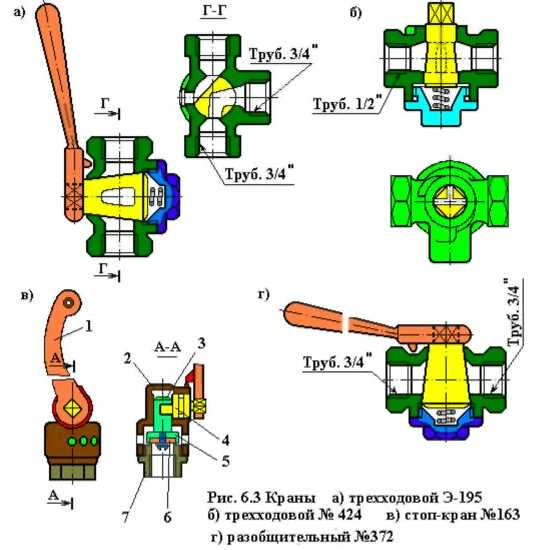 а)
Г-Г
б)
Труб. 3/4"
Г
Труб. 1/2"
Труб. 3/4"
Г
в)
г)
1
А
А-А
3
2
Труб. 3/4"
Труб. 3/4"
4
5
А
7
6
Рис. 6.3 Краны а) трехходовой Э-195
б) трехходовой № 424 в) стоп-кран №163
г) разобщительный №372